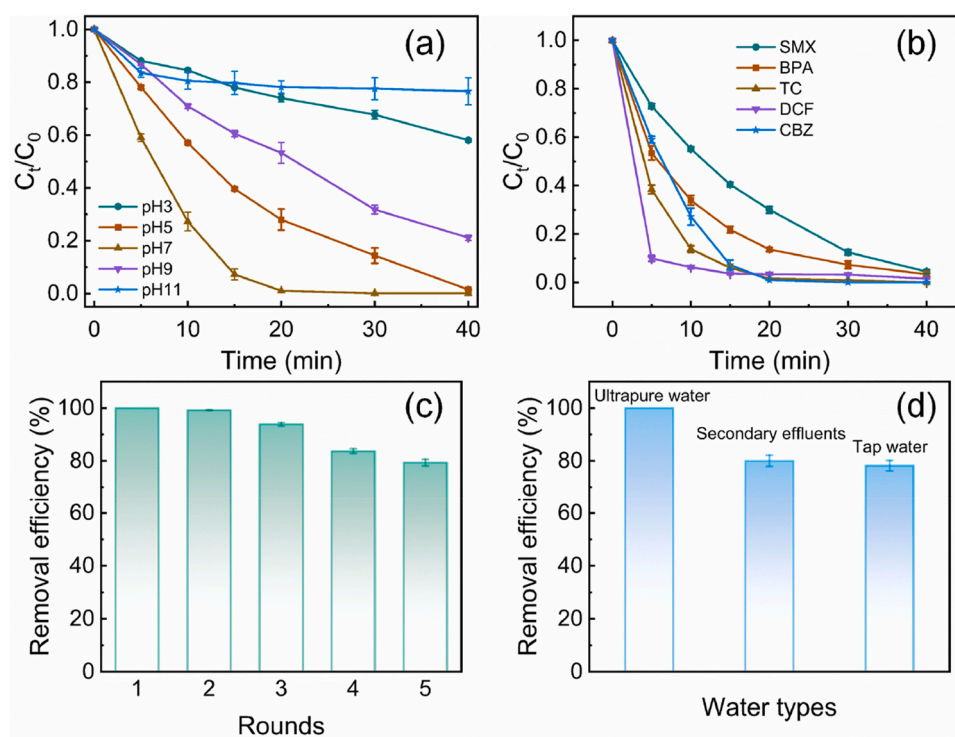 (a)
C_t/C_0
1.0
0.8
0.6
0.4
0.2
0.0
pH3
pH5
pH7
pH9
pH11
0 10 20 30 40
Time (min)
(b)
C_t/C_0
1.0
0.8
0.6
0.4
0.2
0.0
SMX
BPA
TC
DCF
CBZ
0 10 20 30 40
Time (min)
(c)
Removal efficiency (%)
100
80
60
40
20
0
1 2 3 4 5
Rounds
(d)
Removal efficiency (%)
100
80
60
40
20
0
Ultrapure water
Secondary effluents
Tap water
Water types